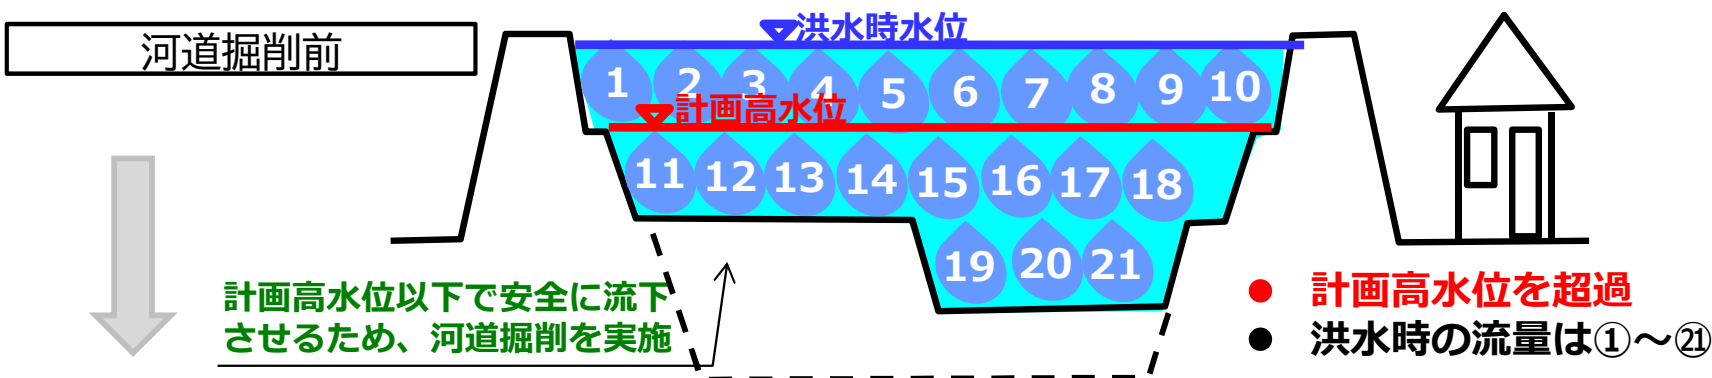 河道掘削前
洪水時水位
1 2 3 4 5 6 7 8 9 10
計画高水位
11 12 13 14 15 16 17 18
19 20 21
計画高水位以下で安全に流下
させるため、河道掘削を実施
● 計画高水位を超過
● 洪水時の流量は①~㉑